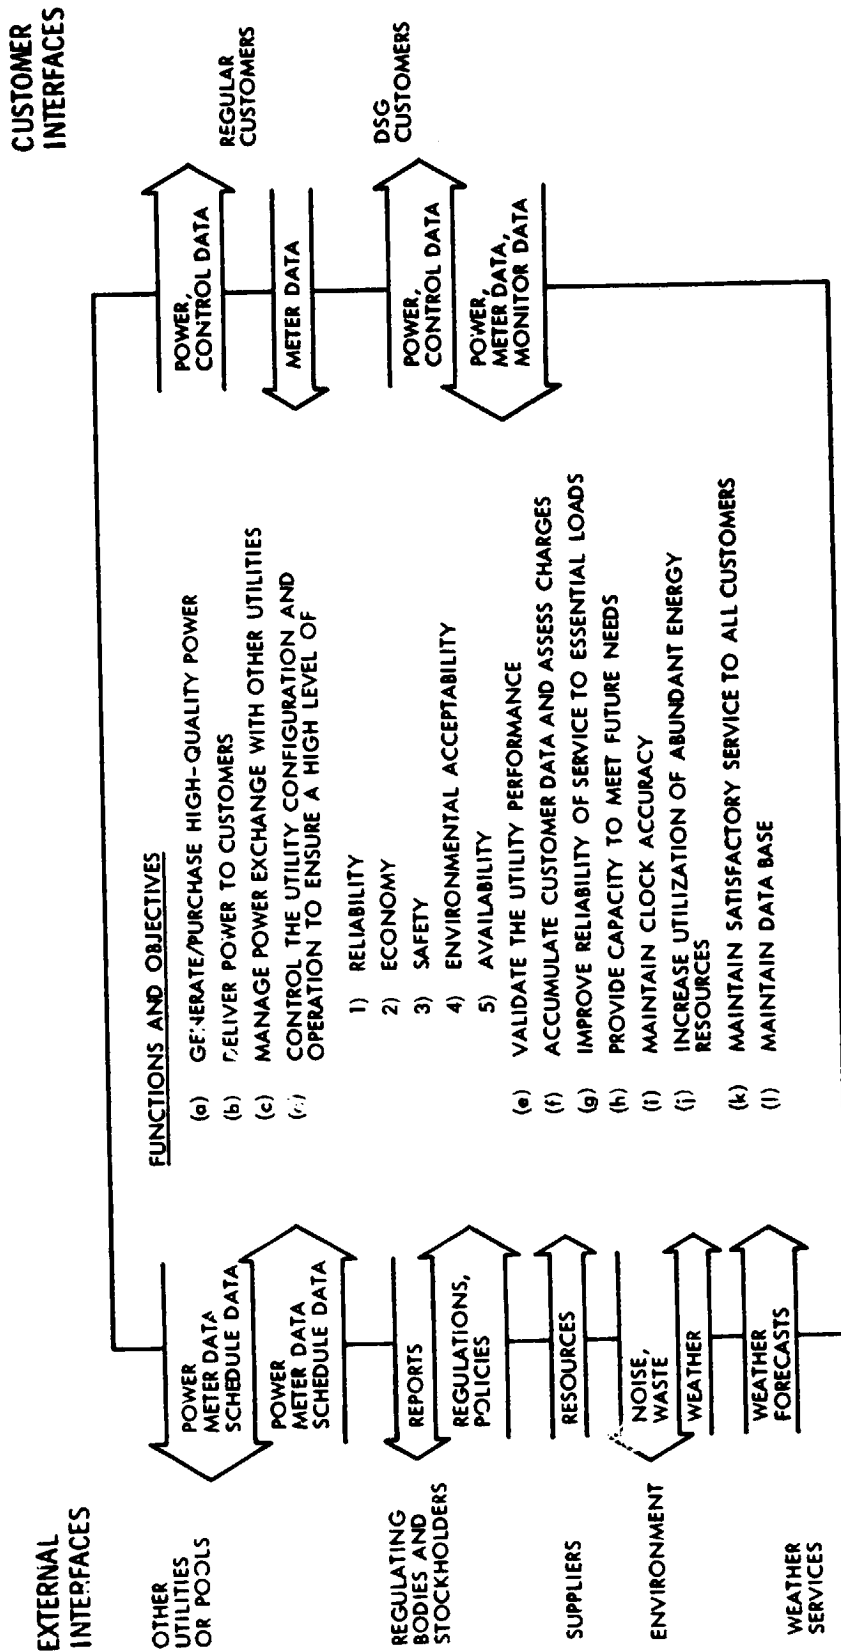 EXTERNAL
INTERFACES
OTHER
UTILITIES
OR POOLS
REGULATING
BODIES AND
STOCKHOLDERS
SUPPLIERS
ENVIRONMENT
WEATHER
SERVICES
POWER
METER DATA
SCHEDULE DATA
POWER
METER DATA
SCHEDULE DATA
REPORTS
REGULATIONS,
POLICIES
RESOURCES
NOISE,
WASTE
WEATHER
WEATHER
FORECASTS
FUNCTIONS AND OBJECTIVES
(a) GENERATE/PURCHASE HIGH-QUALITY POWER
(b) DELIVER POWER TO CUSTOMERS
(c) MANAGE POWER EXCHANGE WITH OTHER UTILITIES
(d) CONTROL THE UTILITY CONFIGURATION AND
OPERATION TO ENSURE A HIGH LEVEL OF
1) RELIABILITY
2) ECONOMY
3) SAFETY
4) ENVIRONMENTAL ACCEPTABILITY
5) AVAILABILITY
(e) VALIDATE THE UTILITY PERFORMANCE
(f) ACCUMULATE CUSTOMER DATA AND ASSESS CHARGES
(g) IMPROVE RELIABILITY OF SERVICE TO ESSENTIAL LOADS
(h) PROVIDE CAPACITY TO MEET FUTURE NEEDS
(i) MAINTAIN CLOCK ACCURACY
(j) INCREASE UTILIZATION OF ABUNDANT ENERGY
RESOURCES
(k) MAINTAIN SATISFACTORY SERVICE TO ALL CUSTOMERS
(l) MAINTAIN DATA BASE
CUSTOMER
INTERFACES
POWER,
CONTROL DATA
METER DATA
REGULAR
CUSTOMERS
POWER,
CONTROL DATA
POWER,
METER DATA,
MONITOR DATA
DSG
CUSTOMERS